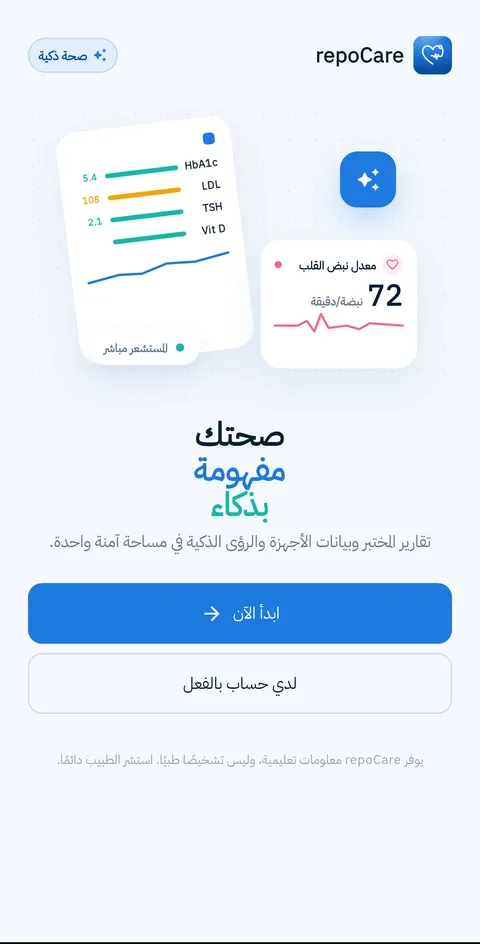 repoCare
صحة ذكية
HbA1c
5.4
LDL
108
TSH
2.1
Vit D
معدل نبض القلب
72 نبضة/دقيقة
المستشعر مباشر
صحتك
مفهومة
بذكاء
تقارير المختبر وبيانات الأجهزة والرؤى الذكية في مساحة آمنة واحدة.
ابدأ الآن
لدي حساب بالفعل
يوفر repoCare معلومات تعليمية، وليس تشخيصًا طبيًا. استشر الطبيب دائمًا.